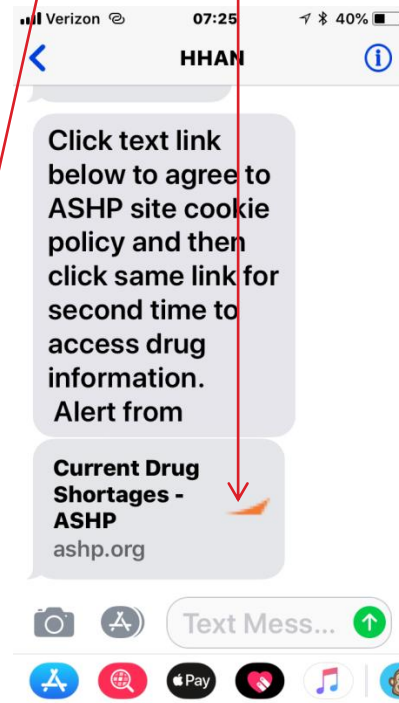 Verizon 07:25 40%
HHAN
Click text link
below to agree to
ASHP site cookie
policy and then
click same link for
second time to
access drug
information.
Alert from
Current Drug
Shortages -
ASHP
ashp.org
Text Mess...
Pay